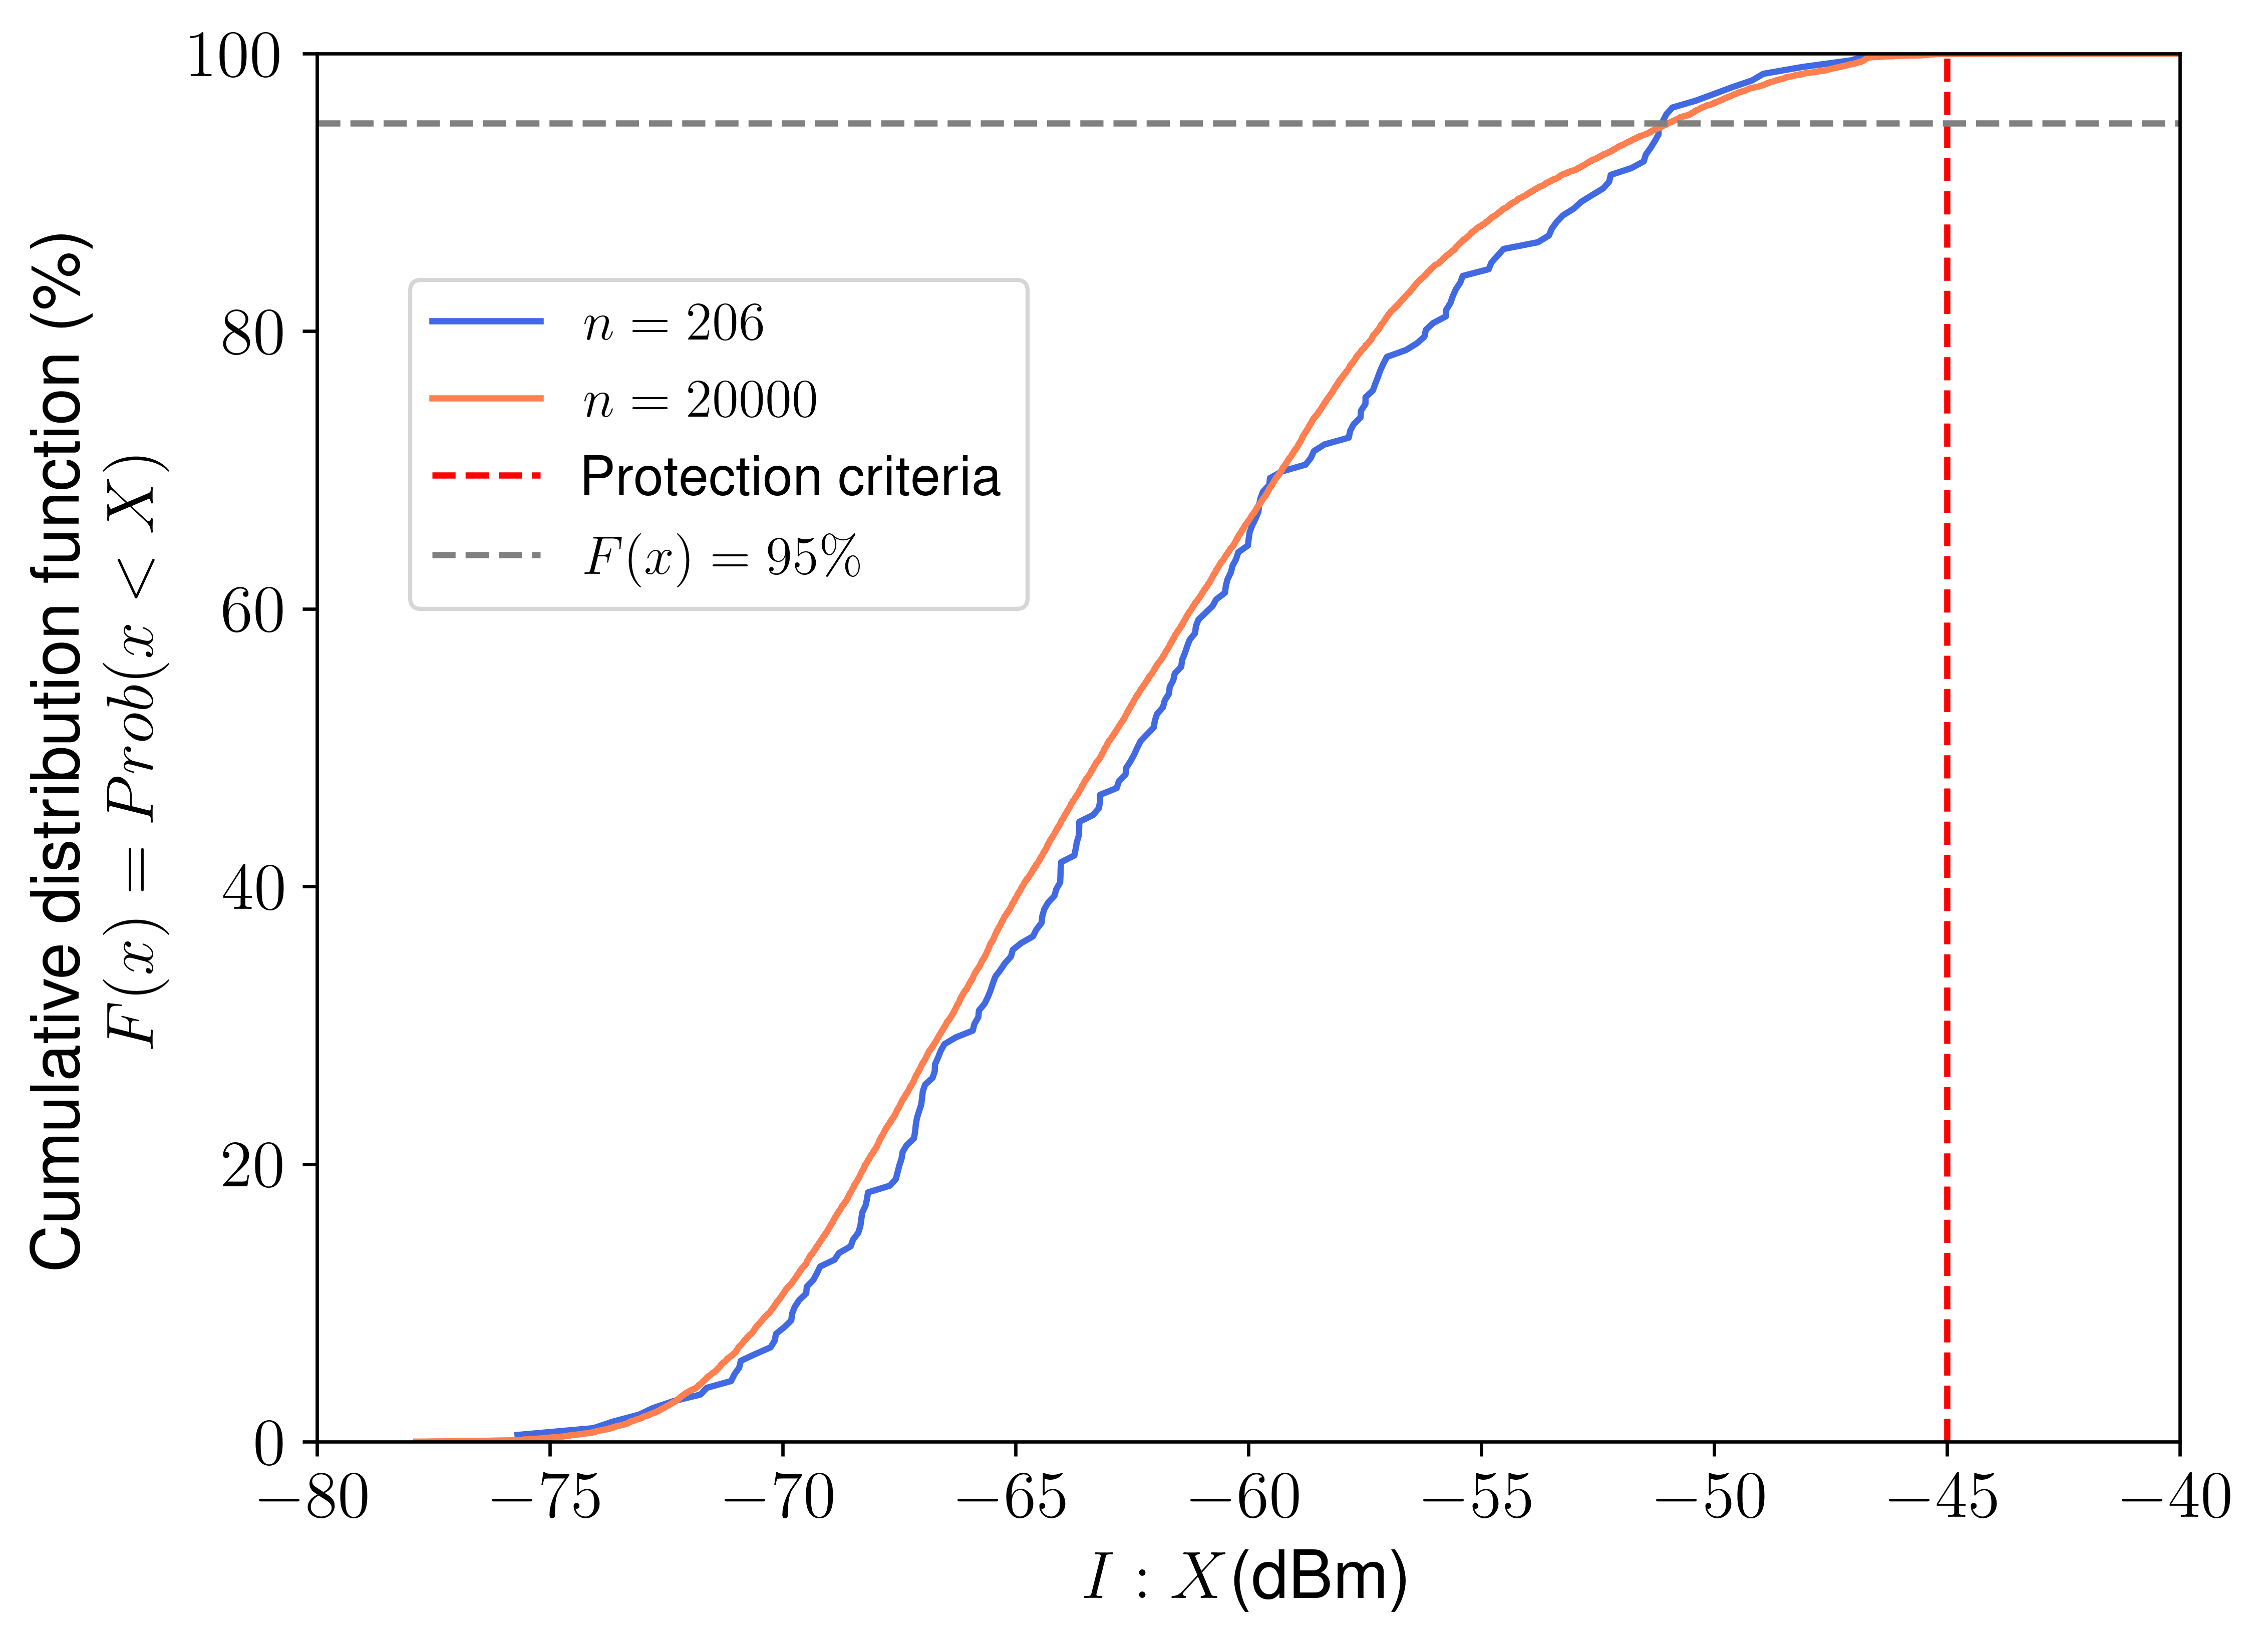 Cumulative distribution function (%)
F(x) = Prob(x < X)
100
80
60
40
20
0
n = 206
n = 20000
Protection criteria
F(x) = 95%
−80 −75 −70 −65 −60 −55 −50 −45 −40
I : X(dBm)